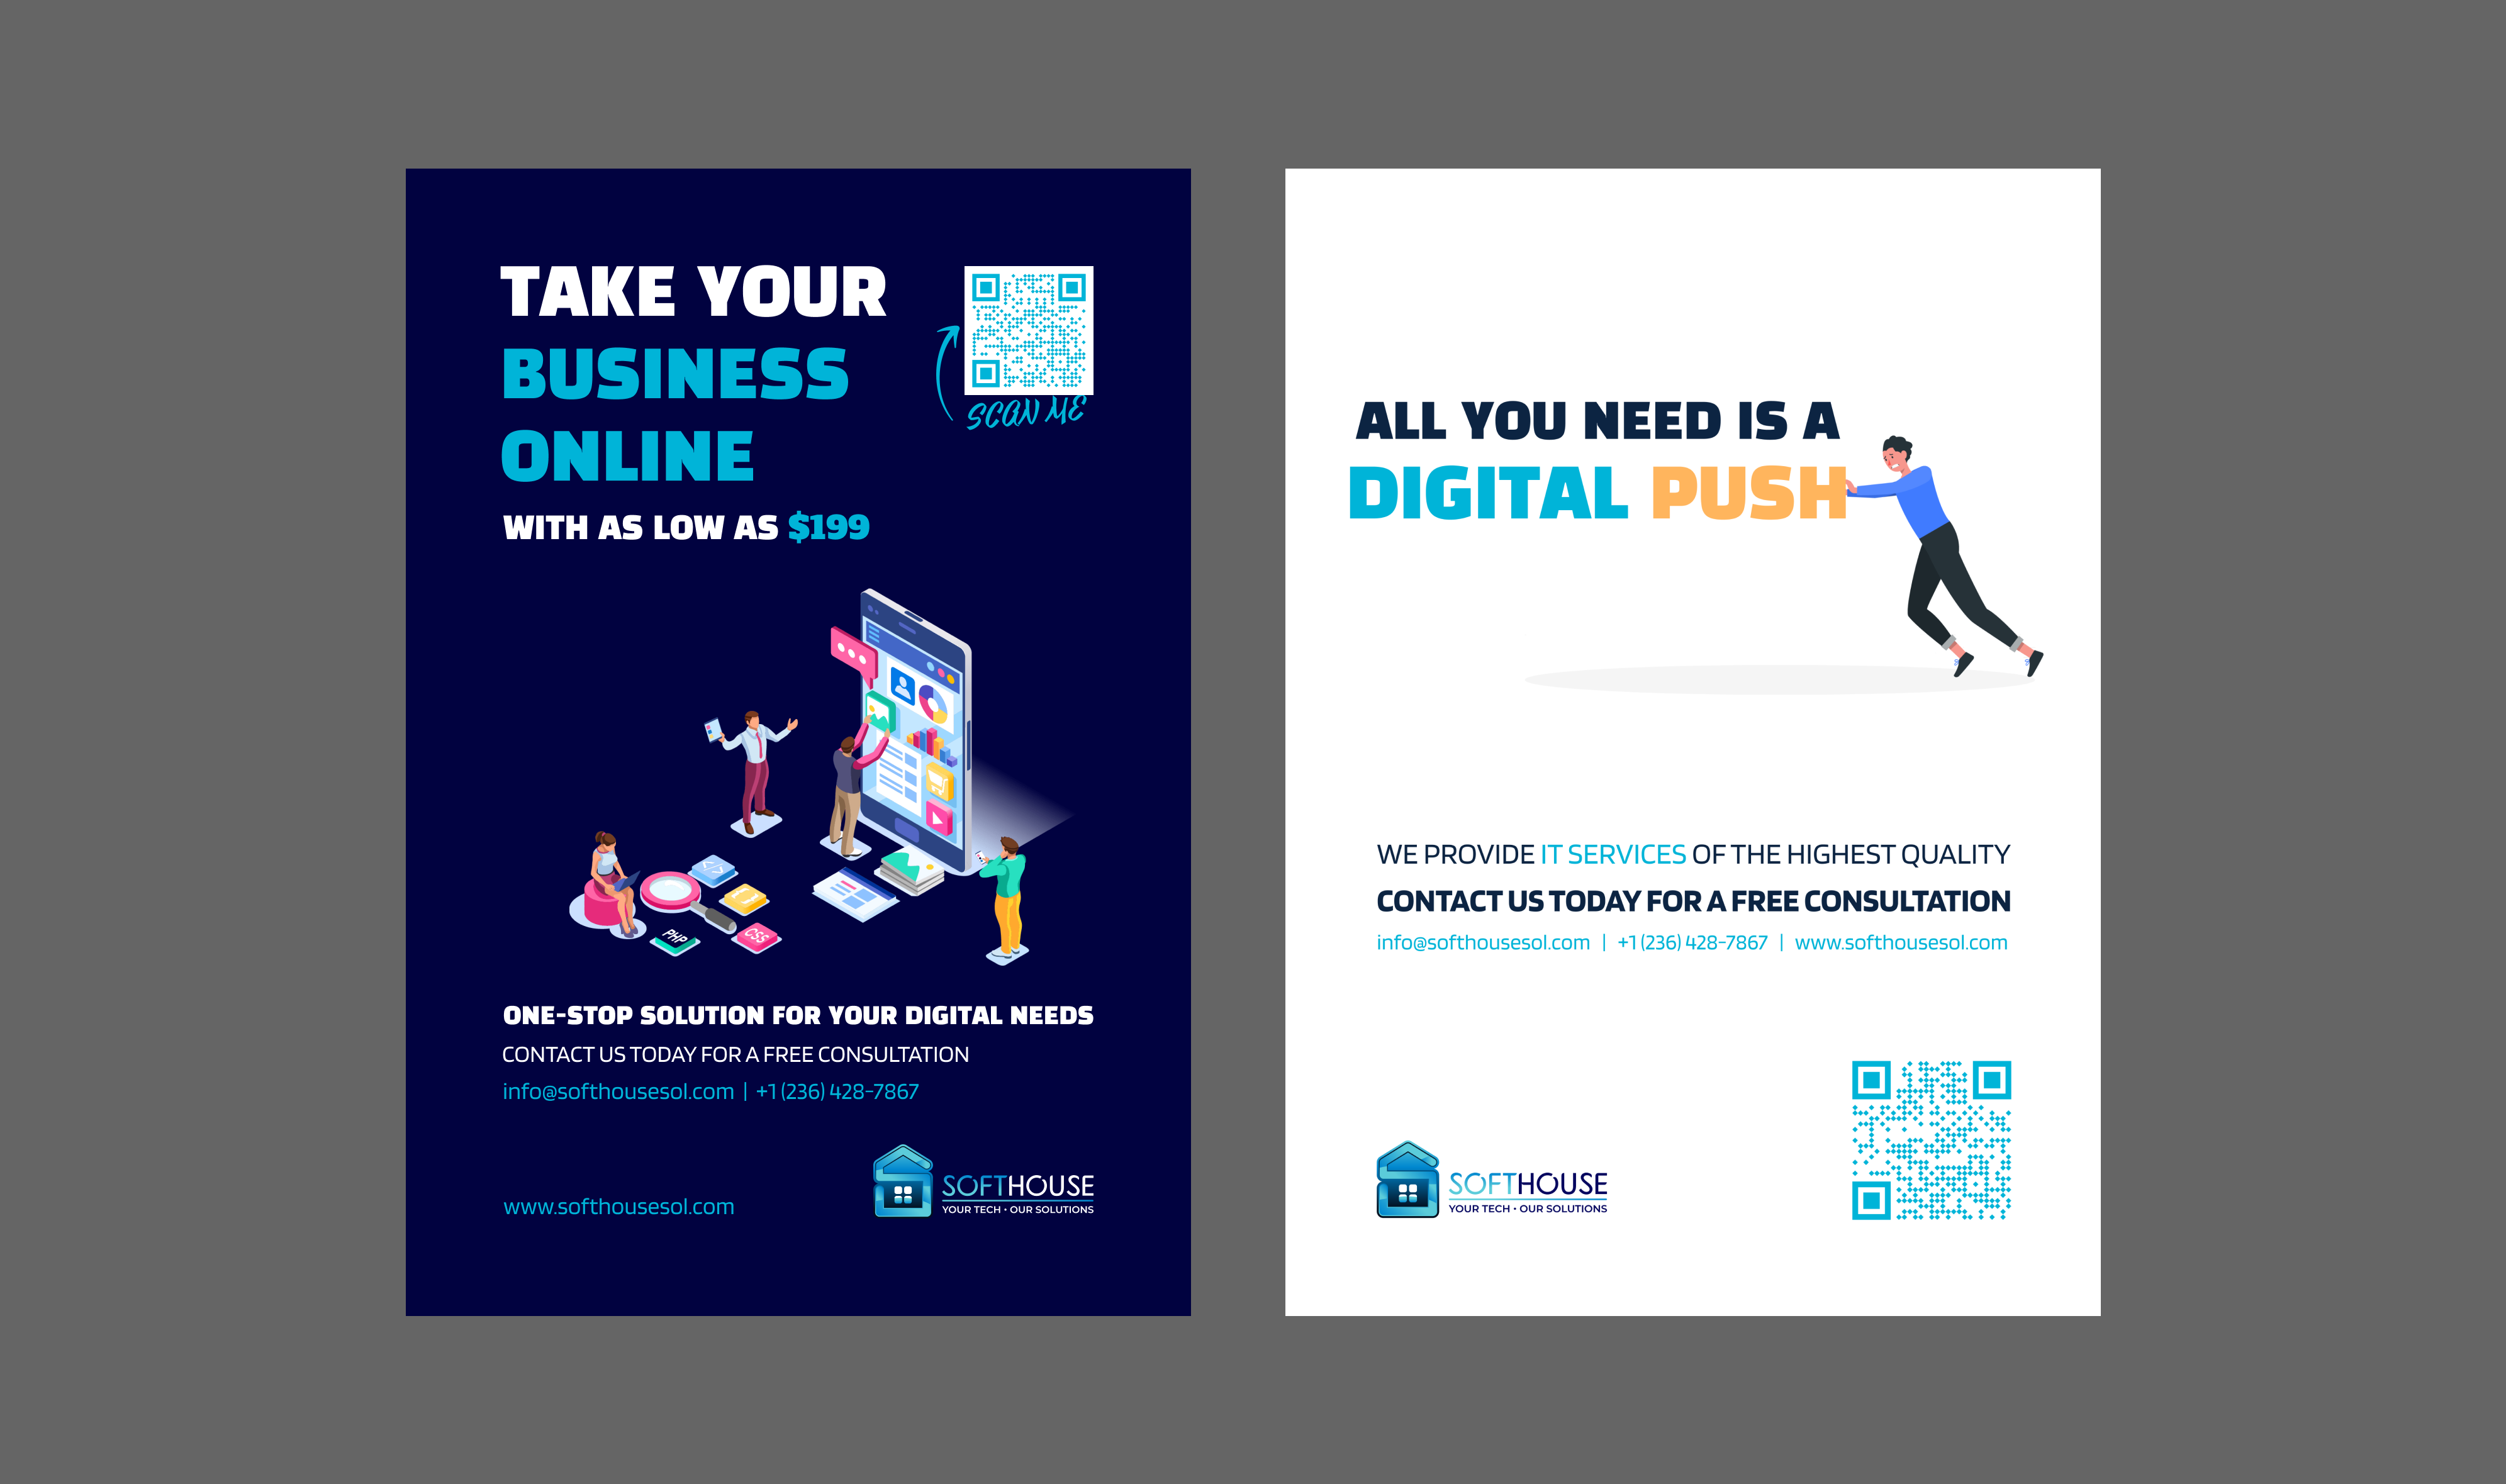 TAKE YOUR
BUSINESS
ONLINE
WITH AS LOW AS $199
SCAN ME
PHP
CSS
ONE-STOP SOLUTION FOR YOUR DIGITAL NEEDS
CONTACT US TODAY FOR A FREE CONSULTATION
info@softhousesol.com | +1 (236) 428-7867
www.softhousesol.com
SOFTHOUSE
YOUR TECH • OUR SOLUTIONS
ALL YOU NEED IS A
DIGITAL PUSH
WE PROVIDE IT SERVICES OF THE HIGHEST QUALITY
CONTACT US TODAY FOR A FREE CONSULTATION
info@softhousesol.com | +1 (236) 428-7867 | www.softhousesol.com
SOFTHOUSE
YOUR TECH • OUR SOLUTIONS